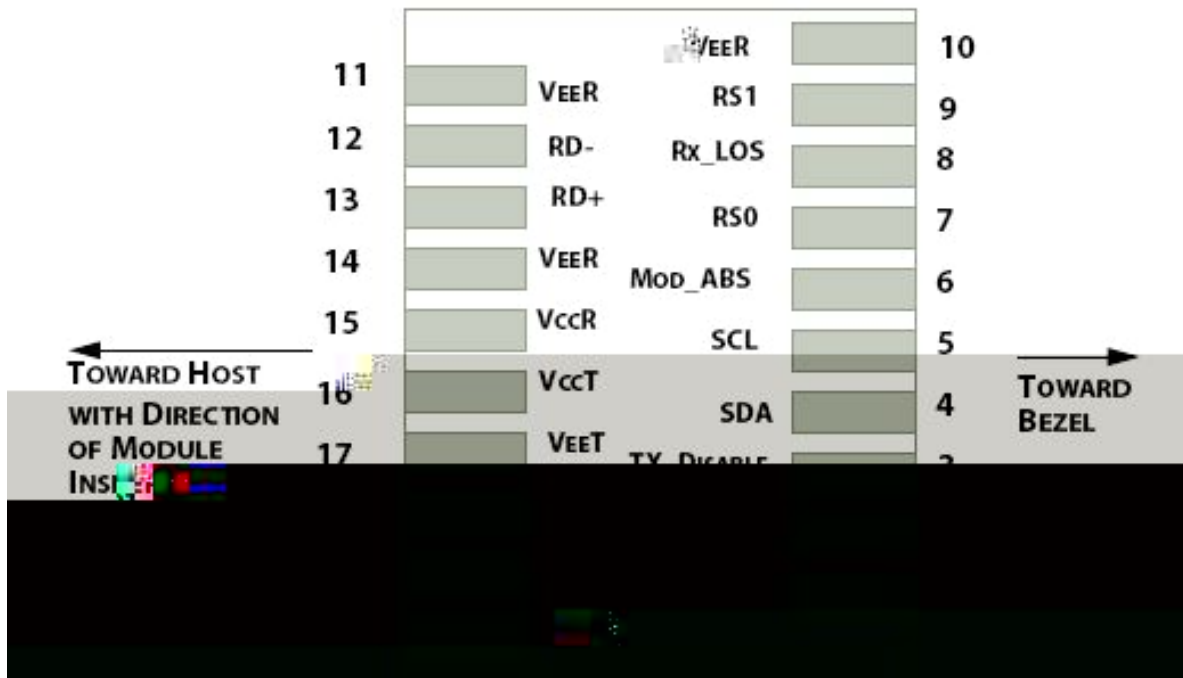 VEER 10
11 VEER
RS1 9
12 RD-
Rx_LOS 8
13 RD+
RS0 7
14 VEER
MOD_ABS 6
15 VccR
SCL 5
TOWARD HOST
WITH DIRECTION
OF MODULE
16 VccT
TOWARD
BEZEL
SDA 4
17 VEET
TX_DISABLE